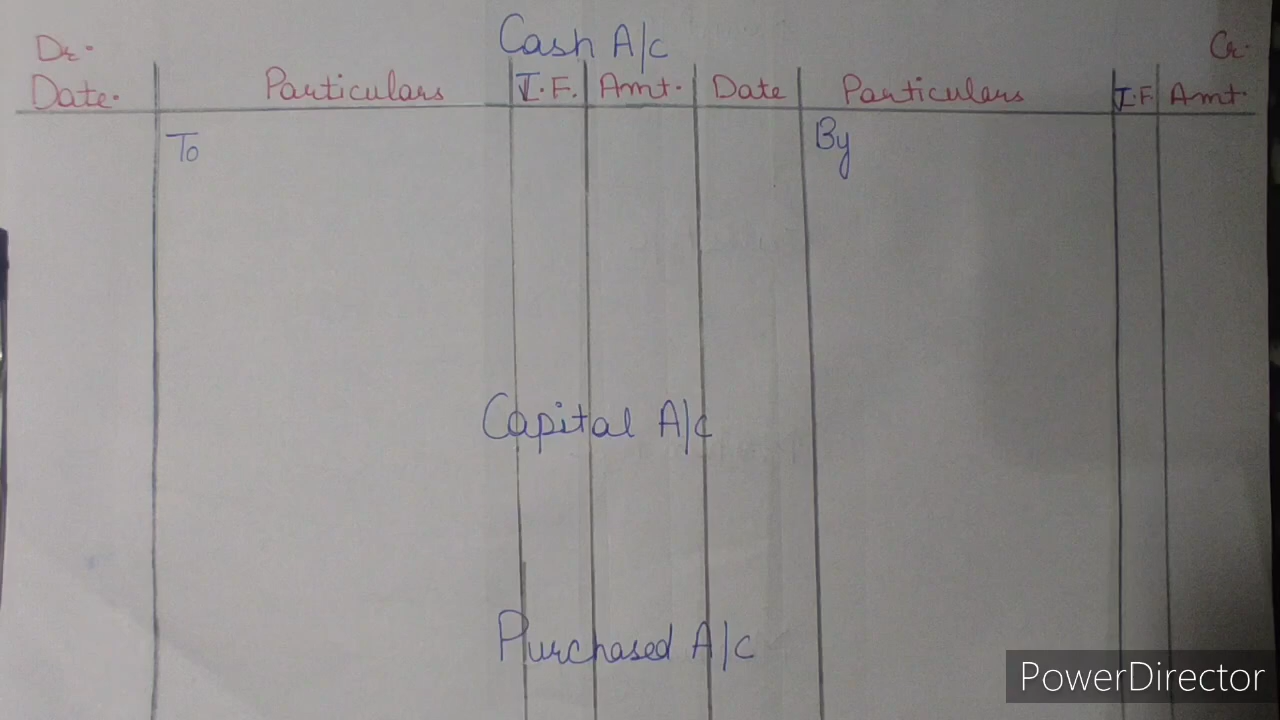 Cash A/c
Dr. Cr.
Date. Particulars I.F. Amt. Date Particulars I.F Amt.
To By
Capital A/c
Purchased A/c
PowerDirector